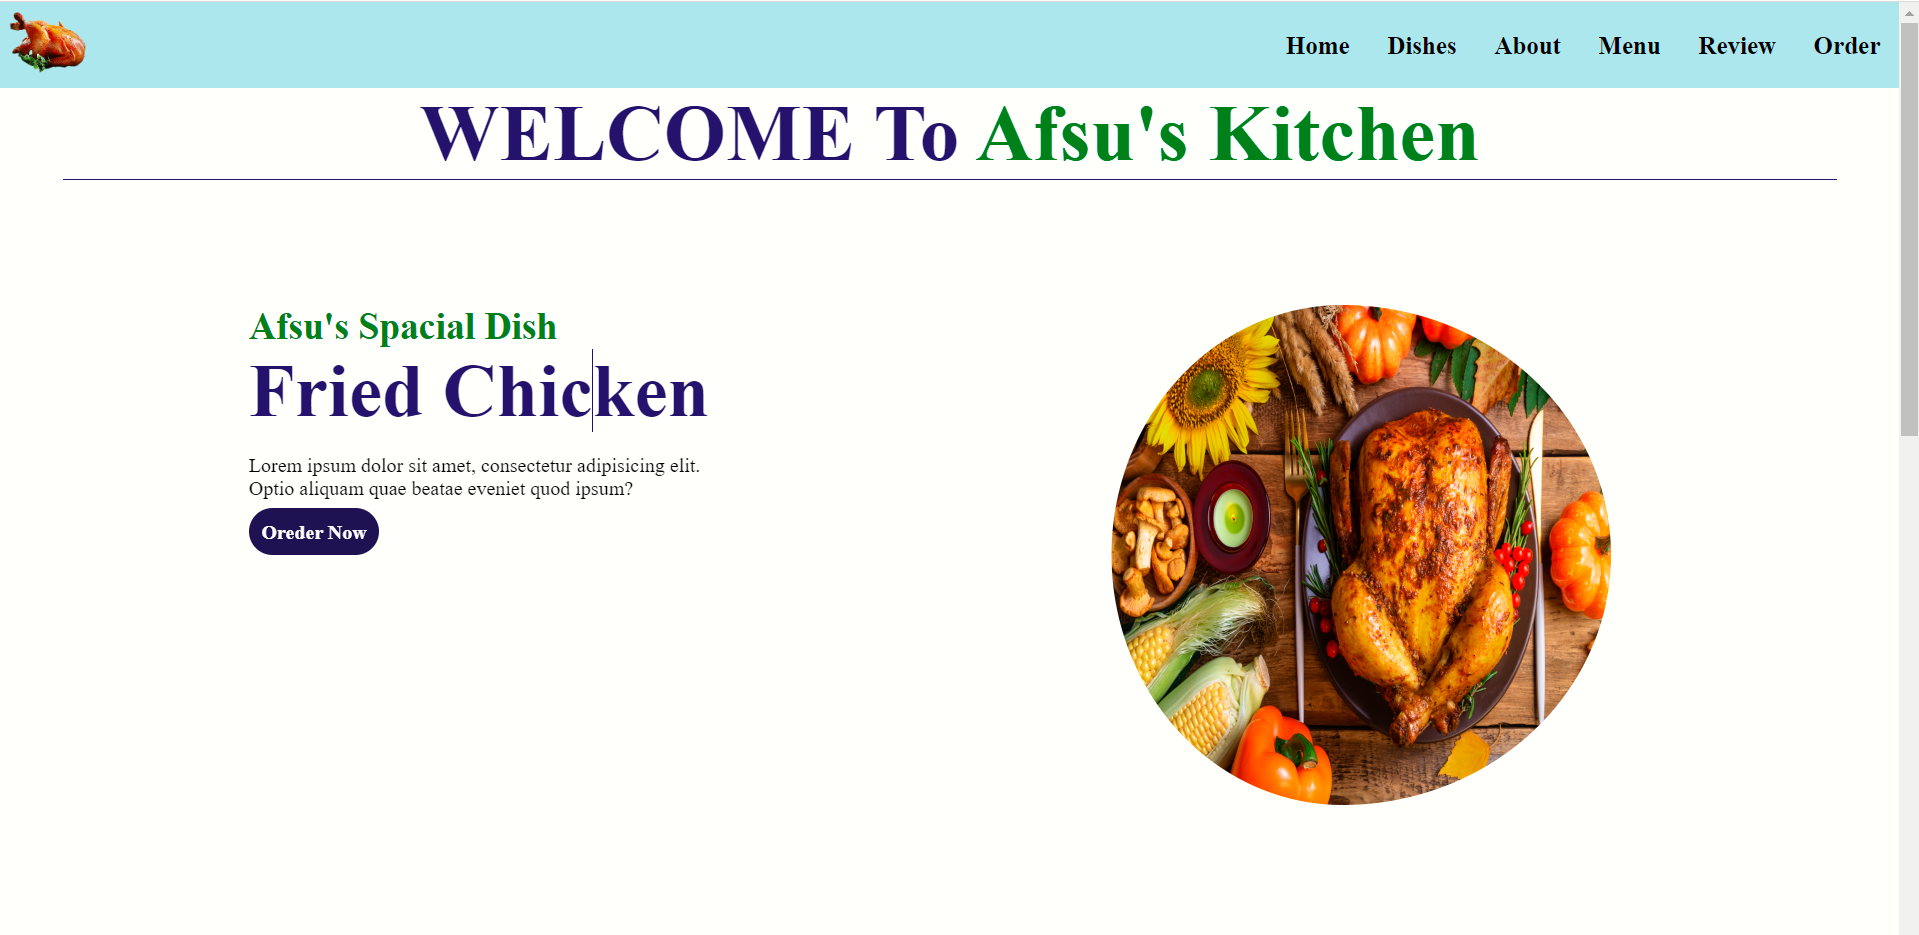 Home Dishes About Menu Review Order
WELCOME To Afsu's Kitchen
Afsu's Spacial Dish
Fried Chicken
Lorem ipsum dolor sit amet, consectetur adipisicing elit.
Optio aliquam quae beatae eveniet quod ipsum?
Oreder Now